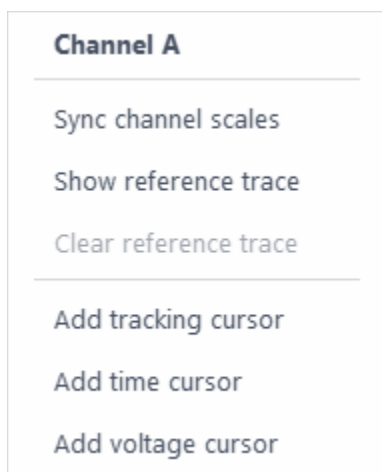 Channel A
Sync channel scales
Show reference trace
Clear reference trace
Add tracking cursor
Add time cursor
Add voltage cursor